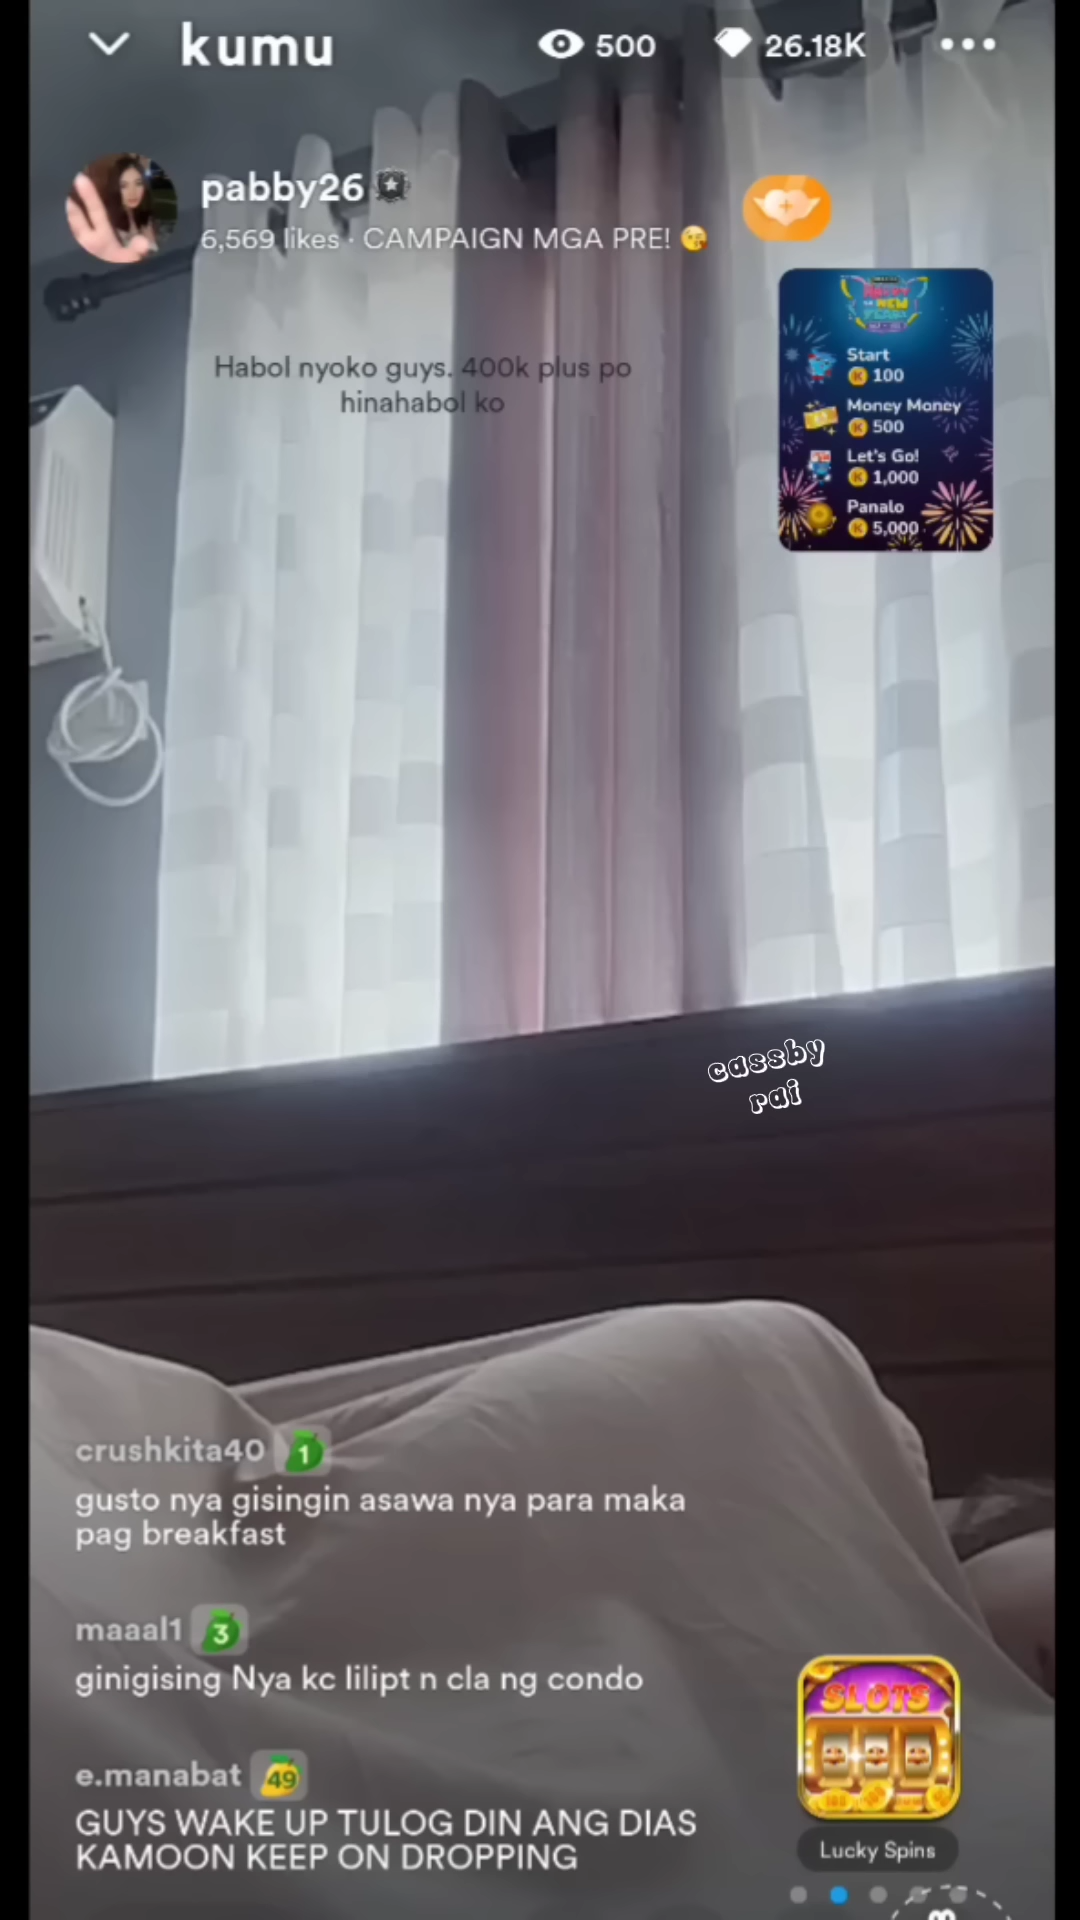 kumu
500
26.18K
pabby26
6,569 likes · CAMPAIGN MGA PRE! 😘
Habol nyoko guys. 400k plus po
hinahabol ko
NEW
Start
K 100
Money Money
K 500
Let's Go!
K 1,000
Panalo
K 5,000
cassby
rai
crushkita40 1
gusto nya gisingin asawa nya para maka
pag breakfast
maaal1 3
ginigising Nya kc lilipt n cla ng condo
e.manabat 49
GUYS WAKE UP TULOG DIN ANG DIAS
KAMOON KEEP ON DROPPING
SLOTS
Lucky Spins